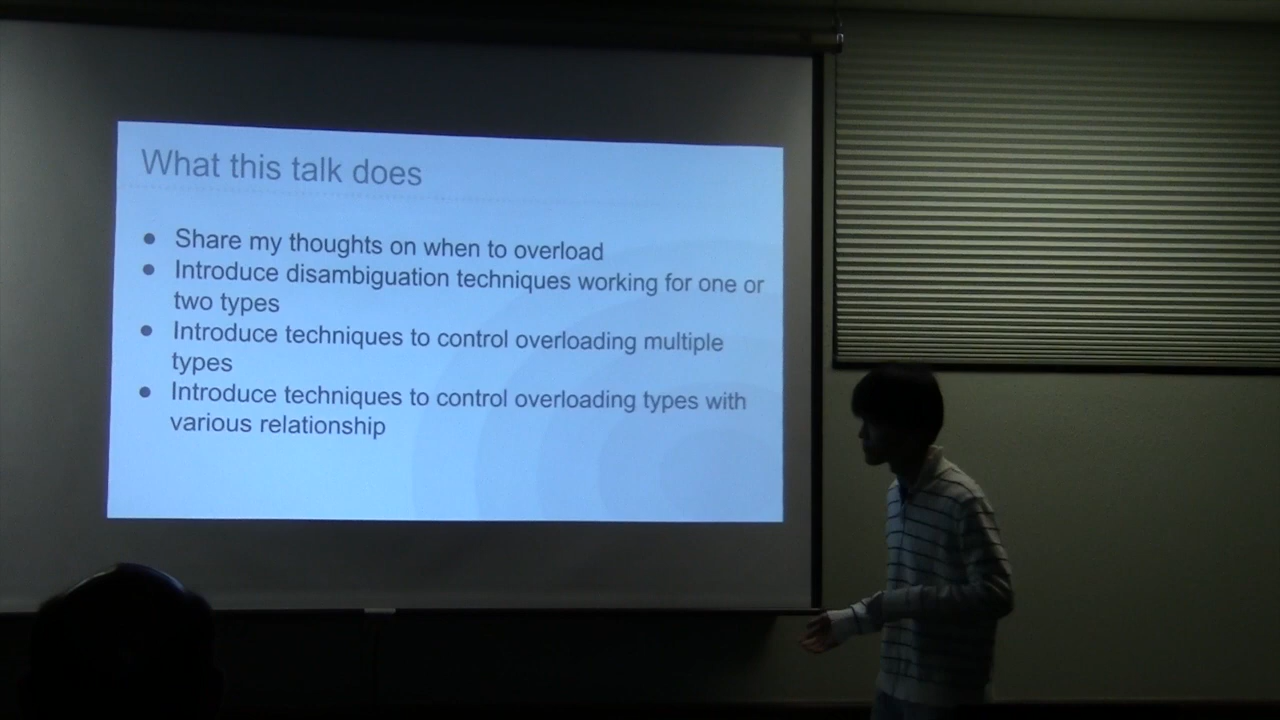 What this talk does
● Share my thoughts on when to overload
● Introduce disambiguation techniques working for one or
two types
● Introduce techniques to control overloading multiple
types
● Introduce techniques to control overloading types with
various relationship